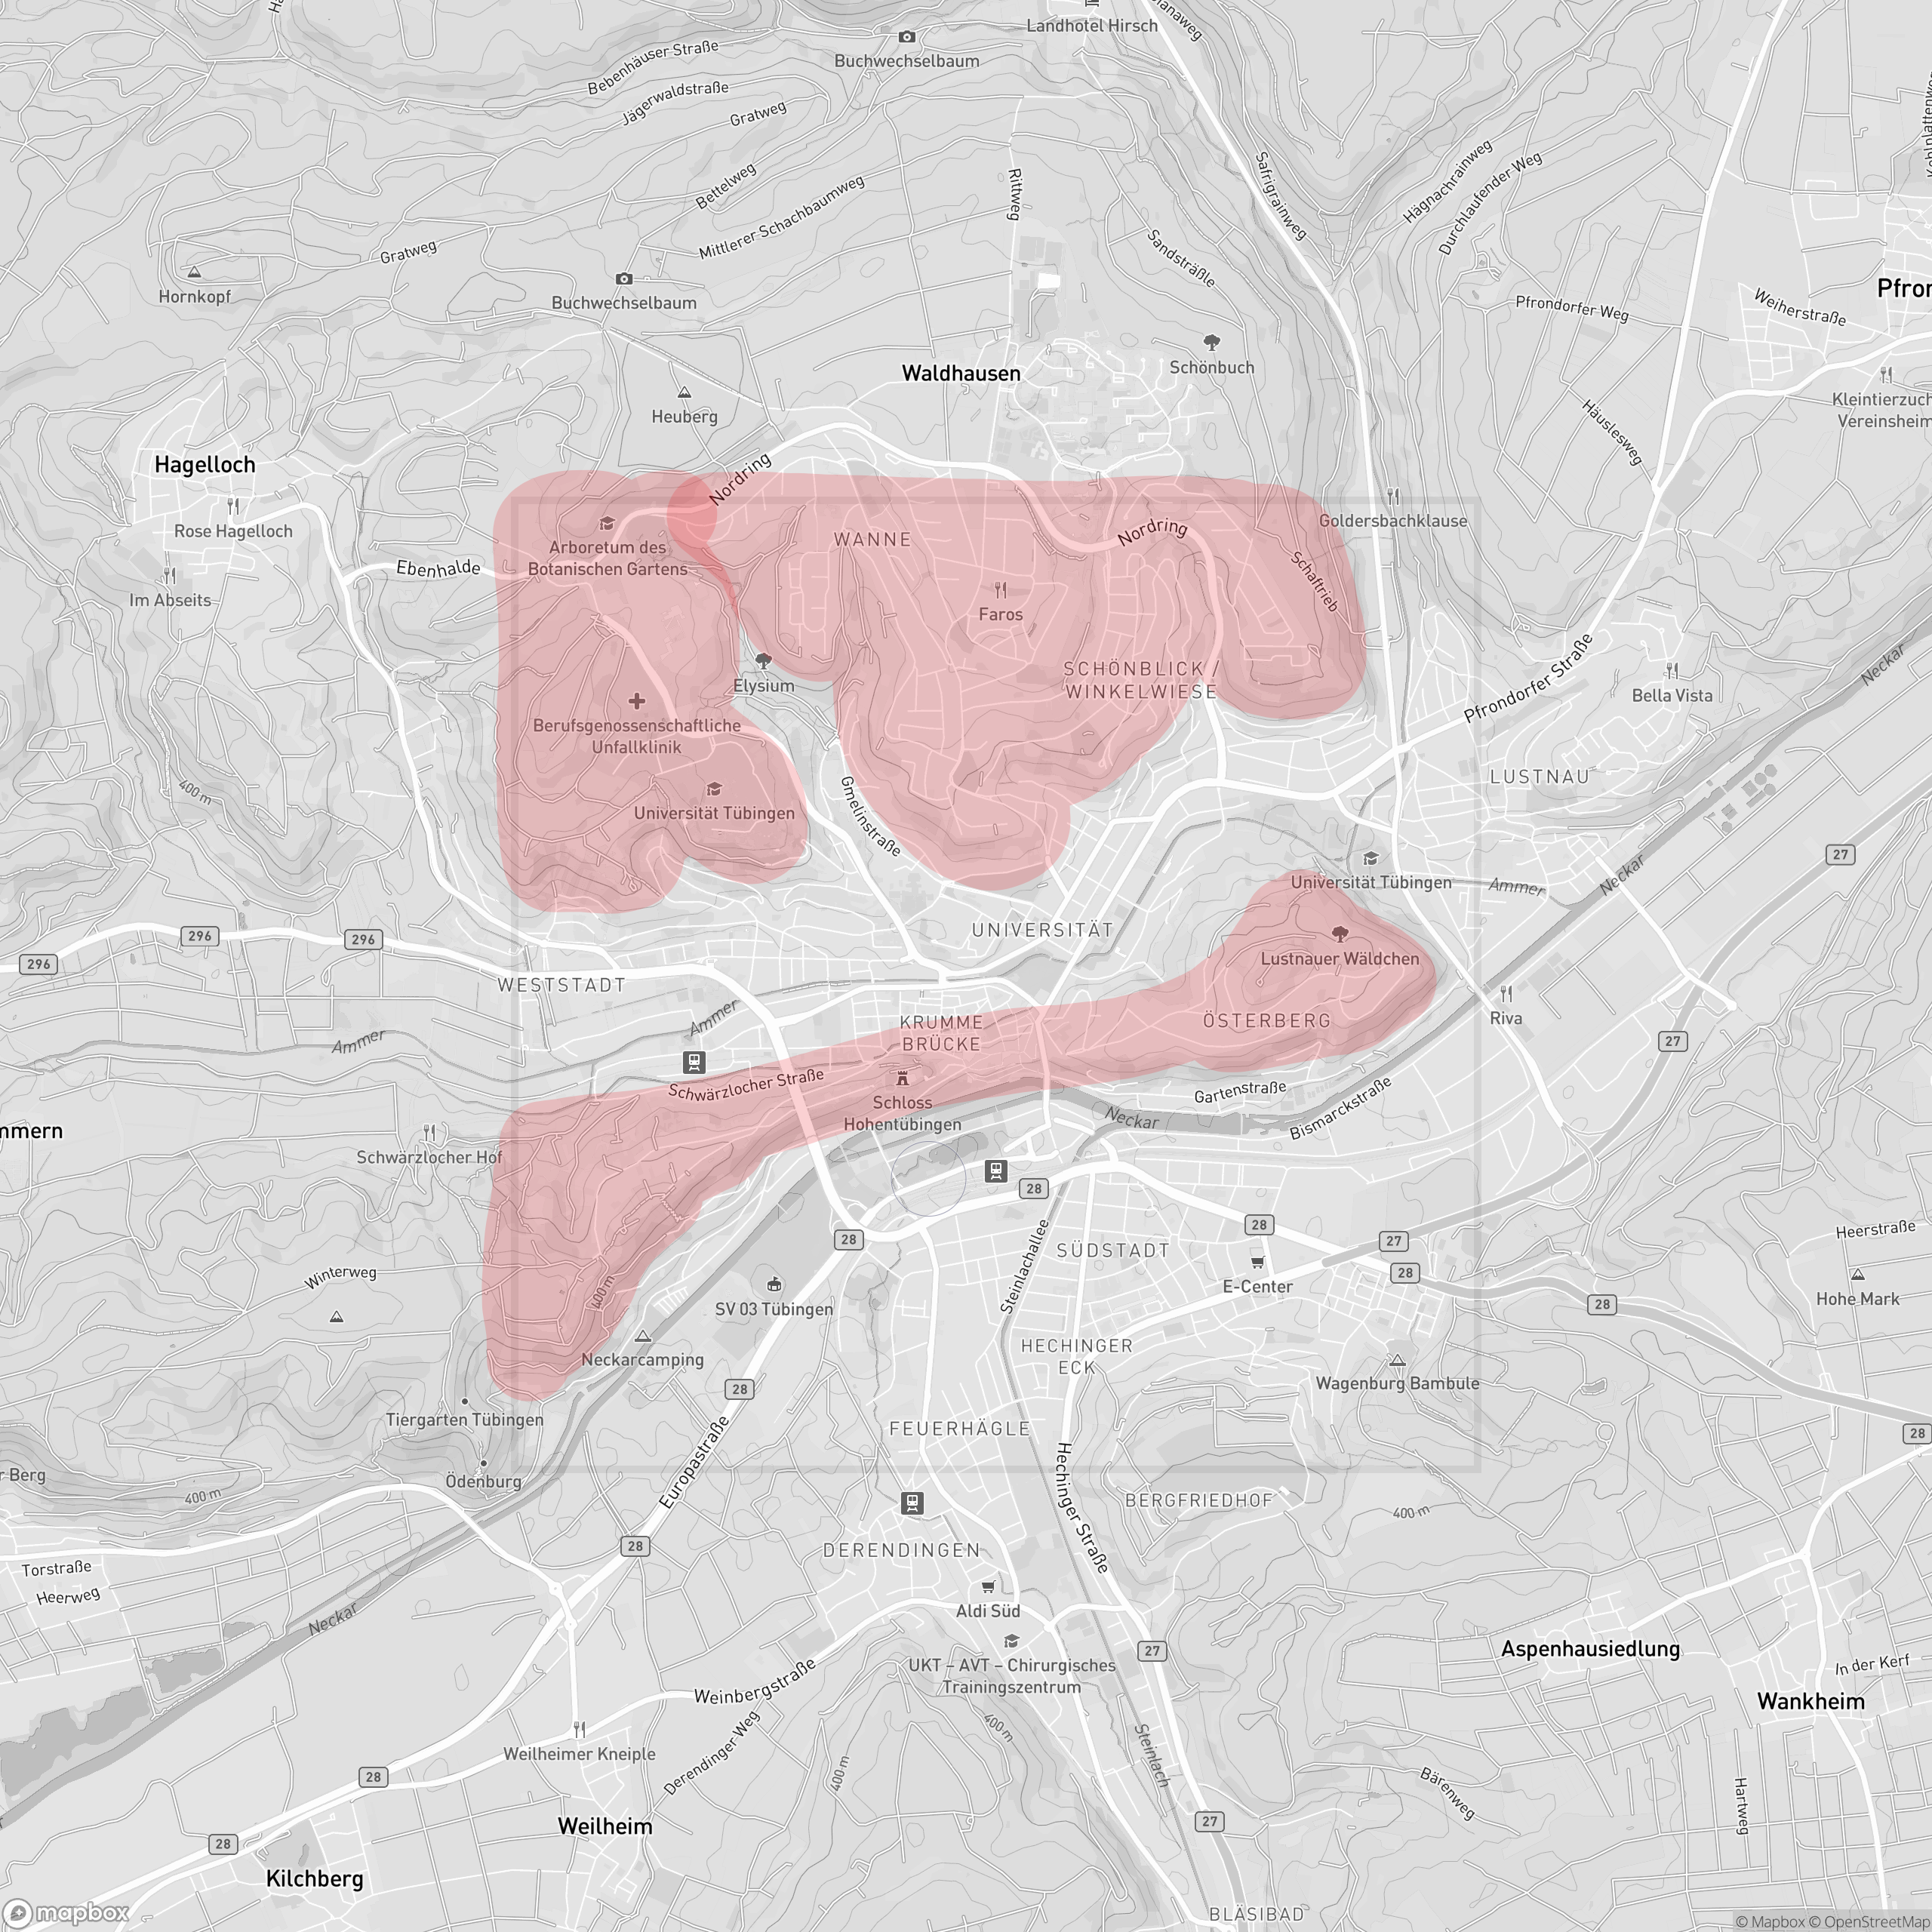 Landhotel Hirsch
Bebenhäuser Straße
Buchwechselbaum
Jägerwaldstraße
Gratweg
Safrigrainweg
Hägnachrainweg
Durchlaufender Weg
Bettelweg
Rittweg
Mittlerer Schachbaumweg
Gratweg
Sandsträßle
Hornkopf
Buchwechselbaum
Pfrondorfer Weg
Weiherstraße
Schönbuch
Waldhausen
Heuberg
Häuslesweg
Hagelloch
Nordring
Rose Hagelloch
Goldersbachklause
WANNE
Nordring
Arboretum des
Botanischen Gartens
Ebenhalde
Schaftrieb
Im Abseits
Faros
SCHÖNBLICK /
WINKELWIESE
Elysium
Pfrondorfer Straße
Neckar
Bella Vista
Berufsgenossenschaftliche
Unfallklinik
400 m
LUSTNAU
Universität Tübingen
Gmelinstraße
27
Neckar
Universität Tübingen
Ammer
UNIVERSITÄT
296
296
296
Lustnauer Wäldchen
WESTSTADT
Ammer
KRUMME
BRÜCKE
ÖSTERBERG
Riva
Ammer
27
Schwärzlocher Straße
Schloss
Hohentübingen
Gartenstraße
Neckar
Bismarckstraße
Schwärzlocher Hof
28
28
28
27
Heerstraße
SÜDSTADT
Steinlachallee
Winterweg
400 m
28
E-Center
SV 03 Tübingen
28
Hohe Mark
HECHINGER
ECK
Neckarcamping
Wagenburg Bambule
28
Tiergarten Tübingen
FEUERHÄGLE
28
Europastraße
Ödenburg
400 m
Hechinger Straße
BERGFRIEDHOF
400 m
28
DERENDINGEN
Torstraße
Heerweg
Neckar
Aldi Süd
27
Aspenhausiedlung
UKT – AVT – Chirurgisches
Trainingszentrum
In der Kerf
Weinbergstraße
Wankheim
400 m
Derendinger Weg
Steinlach
Weilheimer Kneiple
28
400 m
Bärenweg
Hartweg
27
Weilheim
28
Kilchberg
BLÄSIBAD
mapbox
© Mapbox © OpenStreetMap